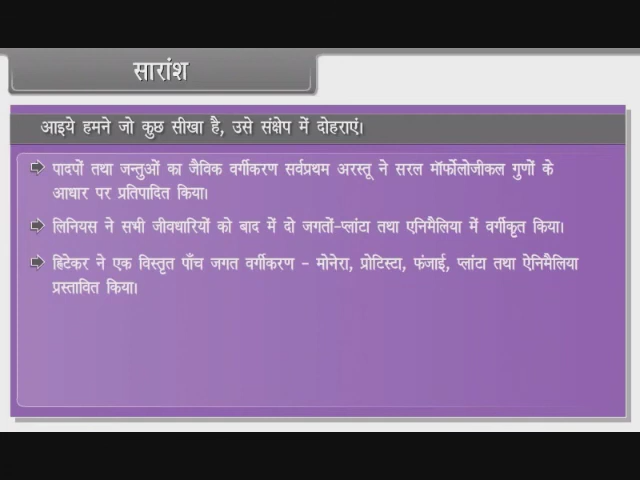 सारांश
आइये हमने जो कुछ सीखा है, उसे संक्षेप में दोहराएं।
पादपों तथा जन्तुओं का जैविक वर्गीकरण सर्वप्रथम अरस्तू ने सरल मॉर्फोलोजीकल गुणों के
आधार पर प्रतिपादित किया।
लिनियस ने सभी जीवधारियों को बाद में दो जगतों-प्लांटा तथा एनिमैलिया में वर्गीकृत किया।
हिटेकर ने एक विस्तृत पाँच जगत वर्गीकरण - मोनेरा, प्रोटिस्टा, फंजाई, प्लांटा तथा ऐनिमैलिया
प्रस्तावित किया।